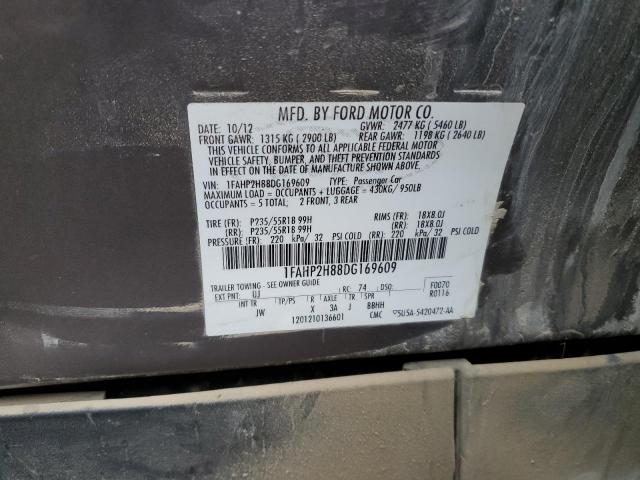 MFD. BY FORD MOTOR CO.
DATE: 10/12 GVWR: 2477 KG ( 5460 LB)
FRONT GAWR: 1315 KG ( 2900 LB) REAR GAWR: 1198 KG ( 2640 LB)
THIS VEHICLE CONFORMS TO ALL APPLICABLE FEDERAL MOTOR
VEHICLE SAFETY, BUMPER, AND THEFT PREVENTION STANDARDS
IN EFFECT ON THE DATE OF MANUFACTURE SHOWN ABOVE.
VIN: 1FAHP2H88DG169609 TYPE: Passenger Car
MAXIMUM LOAD = OCCUPANTS + LUGGAGE = 430KG/ 950LB
OCCUPANTS = 5 TOTAL; 2 FRONT, 3 REAR
TIRE (FR): P235/55R18 99H RIMS (FR): 18X8.0J
(RR): P235/55R18 99H (RR): 18X8.0J
PRESSURE (FR): 220 kPa/ 32 PSI COLD (RR): 220 kPa/ 32 PSI COLD
1FAHP2H88DG169609
TRAILER TOWING - SEE OWNER GUIDE
EXT PNT: UJ RC: 74 DSO: F0070
INT TR TP/PS R AXLE TR SPR R0116
JW X 3A J BBHH
1201210136601 CMC 5U5A-5420472-AA